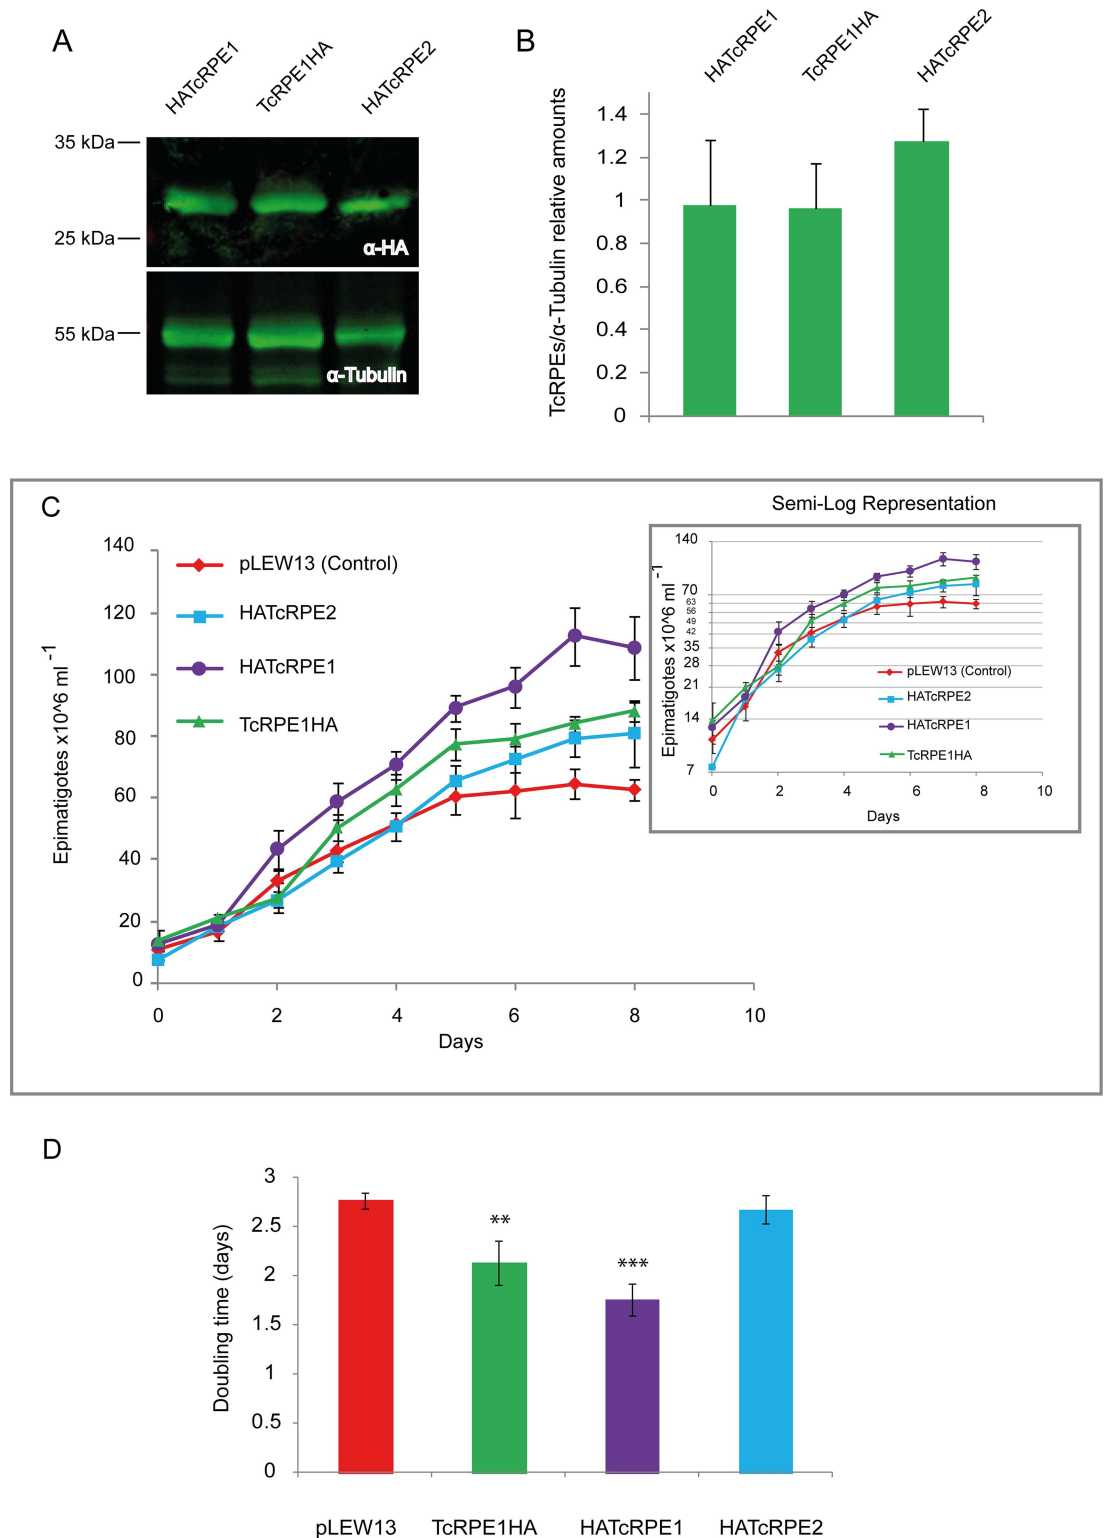 A
HATcRPE1
TcRPE1HA
HATcRPE2
35 kDa
25 kDa
α-HA
55 kDa
α-Tubulin
B
HATcRPE1
TcRPE1HA
HATcRPE2
TcRPEs/α-Tubulin relative amounts
1.4
1.2
1
0.8
0.6
0.4
0.2
0
C
Epimatigotes x10^6 ml -1
140
120
100
80
60
40
20
0
pLEW13 (Control)
HATcRPE2
HATcRPE1
TcRPE1HA
0 2 4 6 8 10
Days
Semi-Log Representation
Epimatigotes x10^6 ml -1
140
70
63
56
49
42
35
28
21
14
7
pLEW13 (Control)
HATcRPE2
HATcRPE1
TcRPE1HA
0 2 4 6 8 10
Days
D
Doubling time (days)
3
2.5
2
1.5
1
0.5
0
**
***
pLEW13 TcRPE1HA HATcRPE1 HATcRPE2